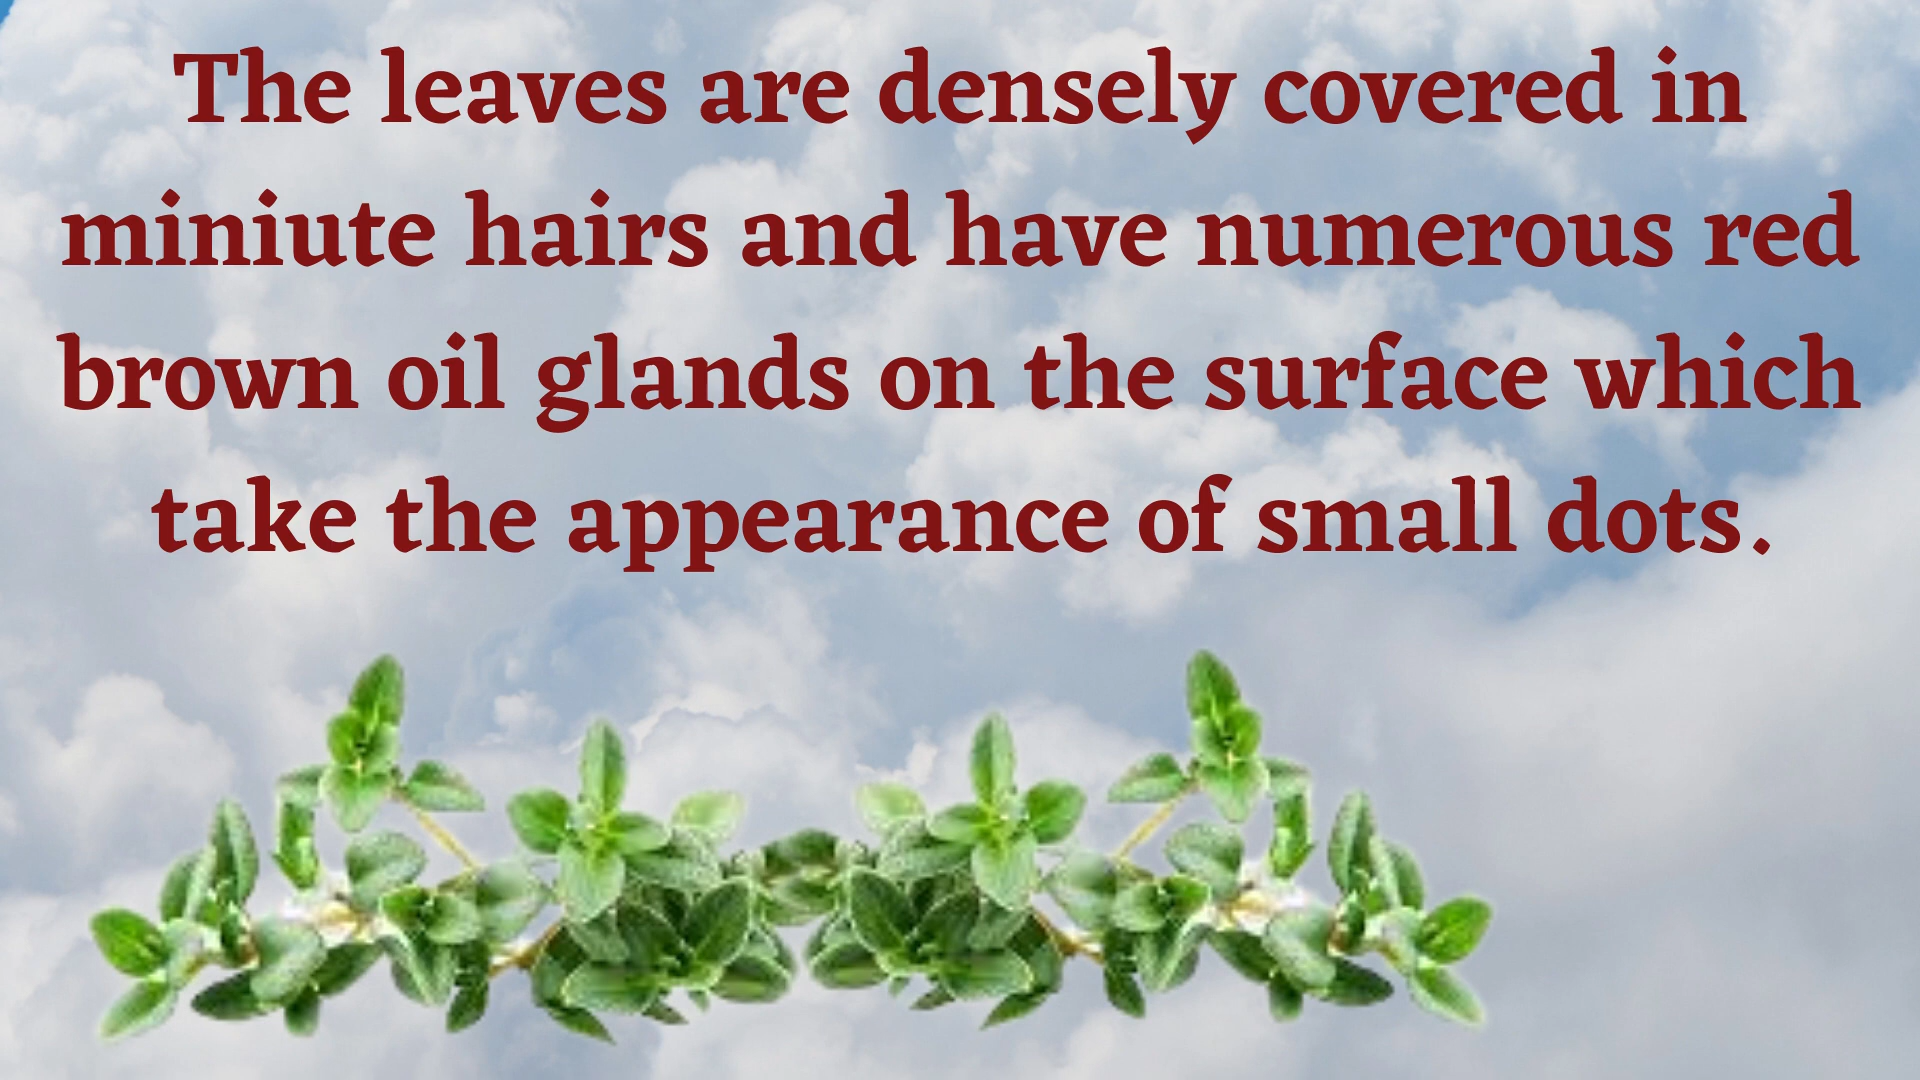 The leaves are densely covered in
miniute hairs and have numerous red
brown oil glands on the surface which
take the appearance of small dots.